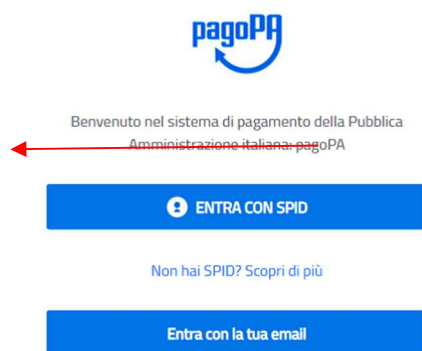 pagoPA
Benvenuto nel sistema di pagamento della Pubblica
Amministrazione italiana: pagoPA
ENTRA CON SPID
Non hai SPID? Scopri di più
Entra con la tua email